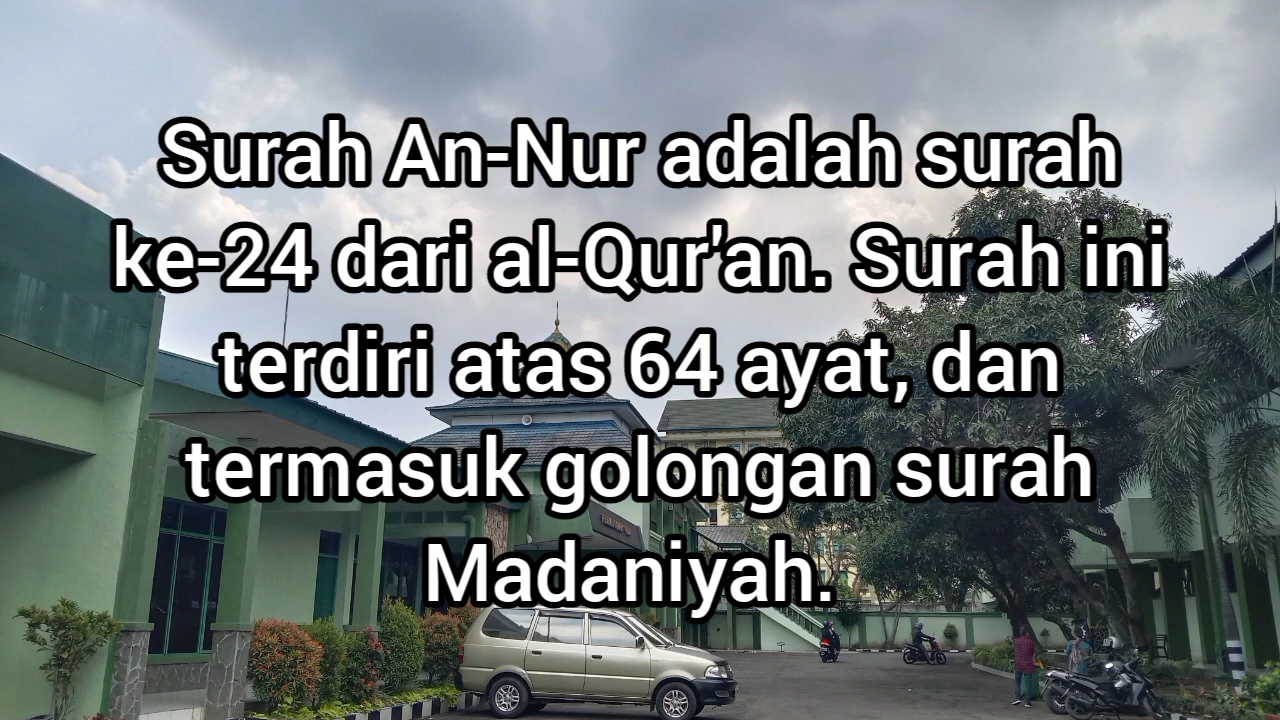 Surah An-Nur adalah surah
ke-24 dari al-Qur'an. Surah ini
terdiri atas 64 ayat, dan
termasuk golongan surah
Madaniyah.